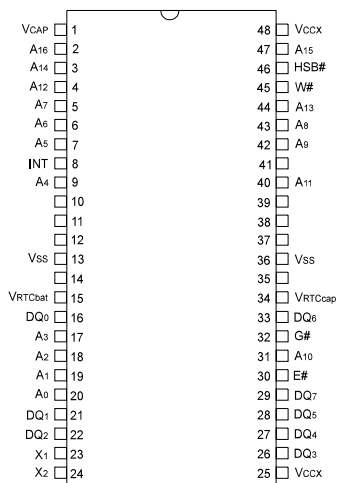 VCAP 1 48 VCCX
A16 2 47 A15
A14 3 46 HSB#
A12 4 45 W#
A7 5 44 A13
A6 6 43 A8
A5 7 42 A9
INT 8 41
A4 9 40 A11
10 39
11 38
12 37
VSS 13 36 VSS
14 35
VRTCbat 15 34 VRTCcap
DQ0 16 33 DQ6
A3 17 32 G#
A2 18 31 A10
A1 19 30 E#
A0 20 29 DQ7
DQ1 21 28 DQ5
DQ2 22 27 DQ4
X1 23 26 DQ3
X2 24 25 VCCX